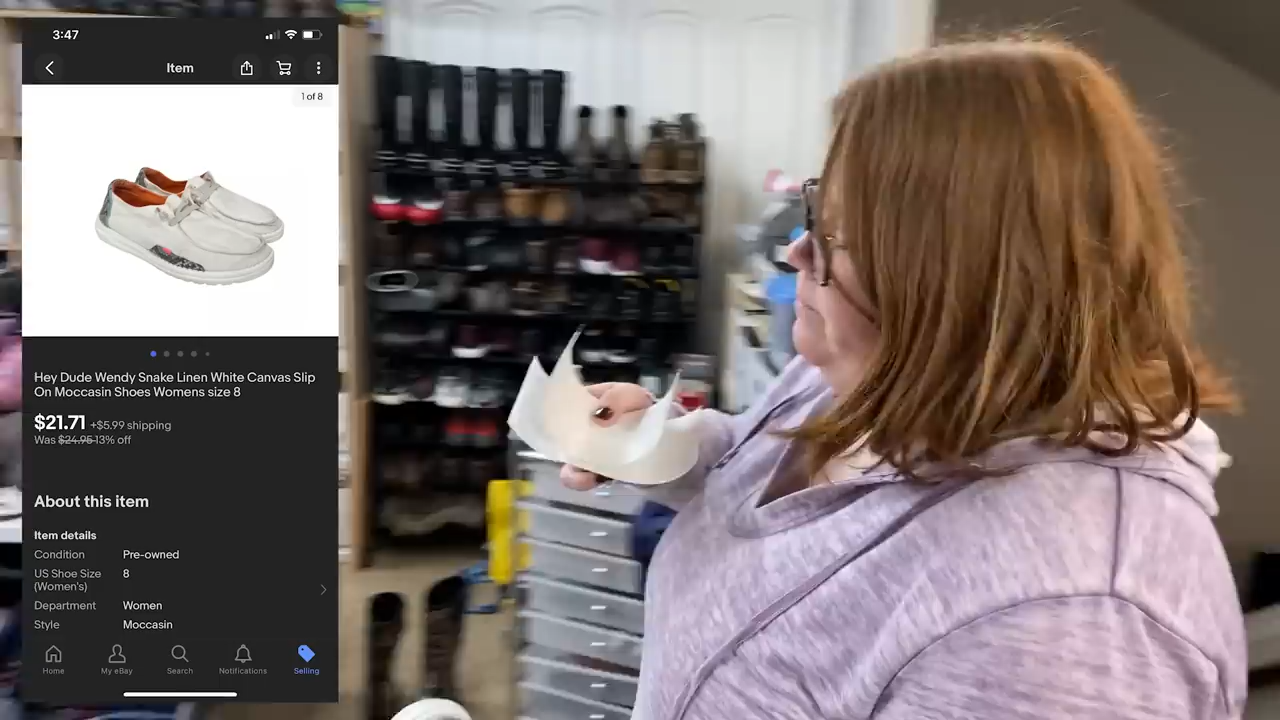 3:47
Item
1 of 8
Hey Dude Wendy Snake Linen White Canvas Slip
On Moccasin Shoes Womens size 8
$21.71 +$5.99 shipping
Was $24.95 13% off
About this item
Item details
Condition Pre-owned
US Shoe Size 8
(Women's)
Department Women
Style Moccasin
Home My eBay Search Notifications Selling